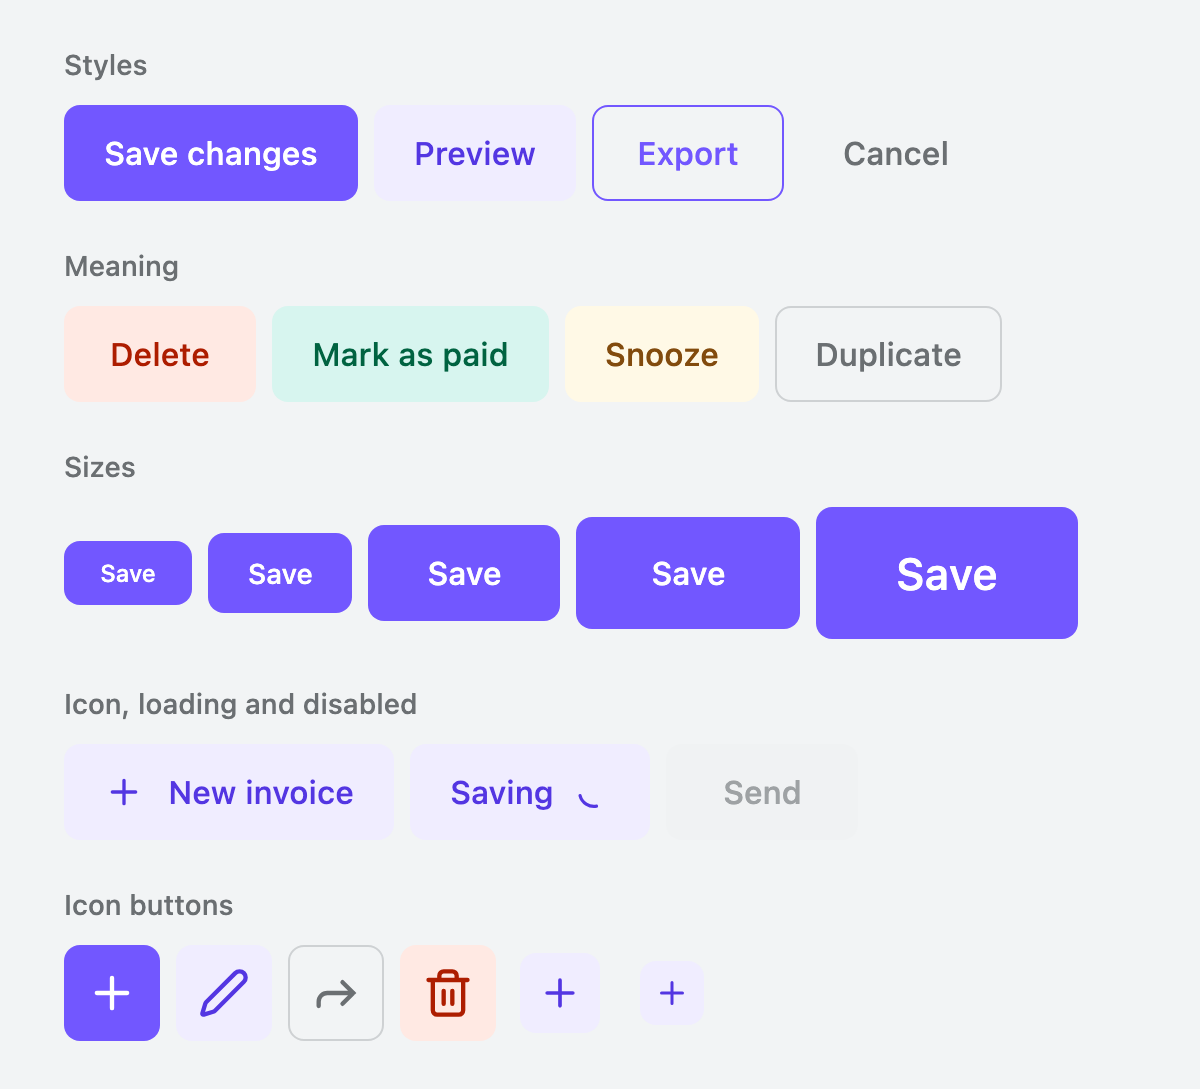 Styles
Save changes Preview Export Cancel
Meaning
Delete Mark as paid Snooze Duplicate
Sizes
Save Save Save Save Save
Icon, loading and disabled
New invoice Saving Send
Icon buttons